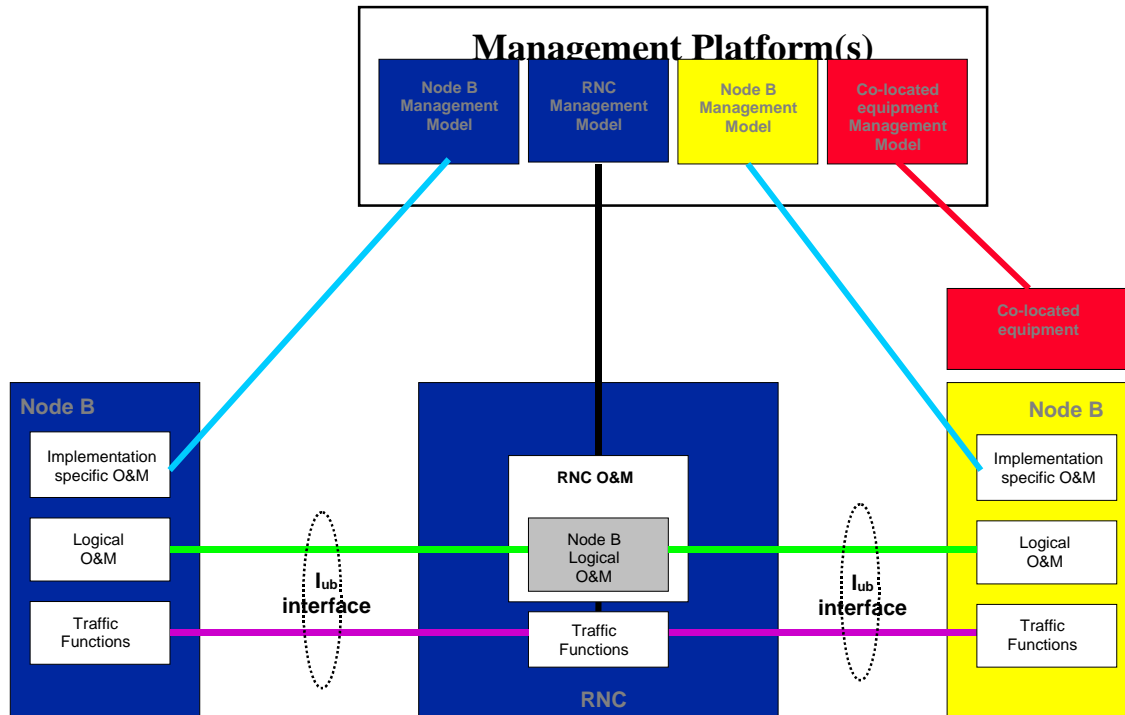 Management Platform(s)
Node B
Management
Model
RNC
Management
Model
Node B
Management
Model
Co-located
equipment
Management
Model
Co-located
equipment
Node B
Implementation
specific O&M
Logical
O&M
Traffic
Functions
Iub
interface
RNC O&M
Node B
Logical
O&M
Traffic
Functions
RNC
Iub
interface
Node B
Implementation
specific O&M
Logical
O&M
Traffic
Functions